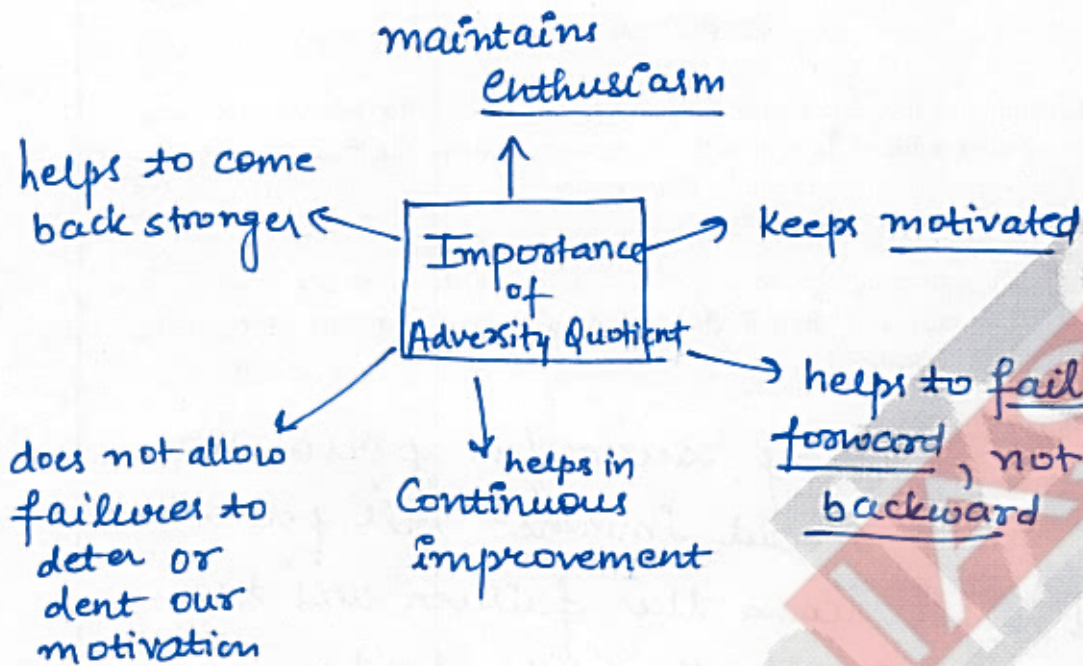 maintains
enthusiasm
helps to come
back stronger
Importance
of
Adversity Quotient
keeps motivated
helps to fail
forward, not
backward
helps in
Continuous
improvement
does not allow
failures to
deter or
dent our
motivation